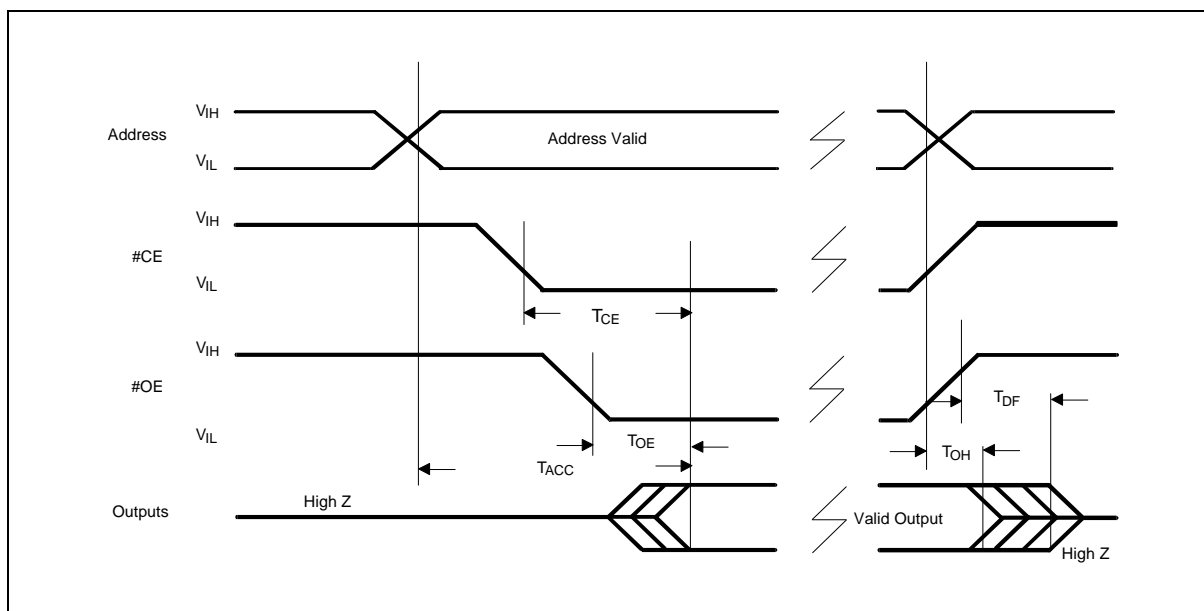 Address
VIH
VIL
Address Valid
#CE
VIH
VIL
TCE
#OE
VIH
VIL
TDF
TOE
TOH
TACC
Outputs
High Z
Valid Output
High Z